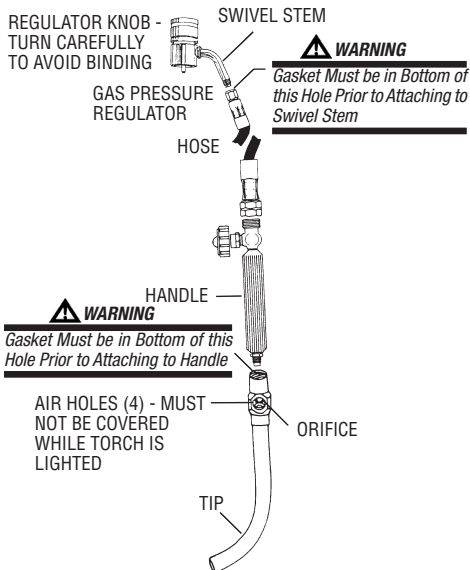 REGULATOR KNOB -
TURN CAREFULLY
TO AVOID BINDING
SWIVEL STEM
WARNING
Gasket Must be in Bottom of
this Hole Prior to Attaching to
Swivel Stem
GAS PRESSURE
REGULATOR
HOSE
HANDLE
WARNING
Gasket Must be in Bottom of this
Hole Prior to Attaching to Handle
AIR HOLES (4) - MUST
NOT BE COVERED
WHILE TORCH IS
LIGHTED
ORIFICE
TIP